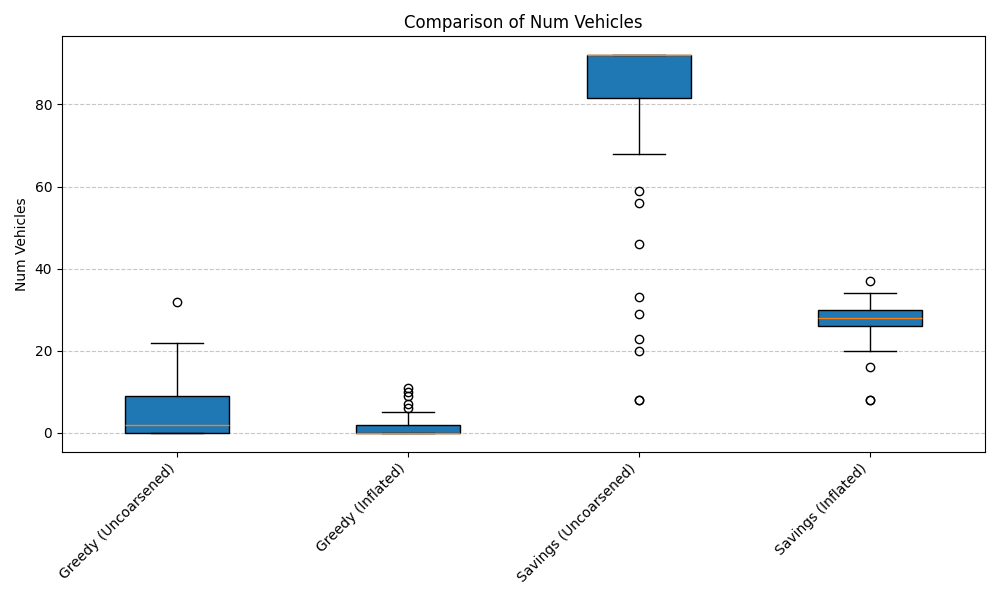 Comparison of Num Vehicles
Num Vehicles
80
60
40
20
0
Greedy (Uncoarsened)
Greedy (Inflated)
Savings (Uncoarsened)
Savings (Inflated)